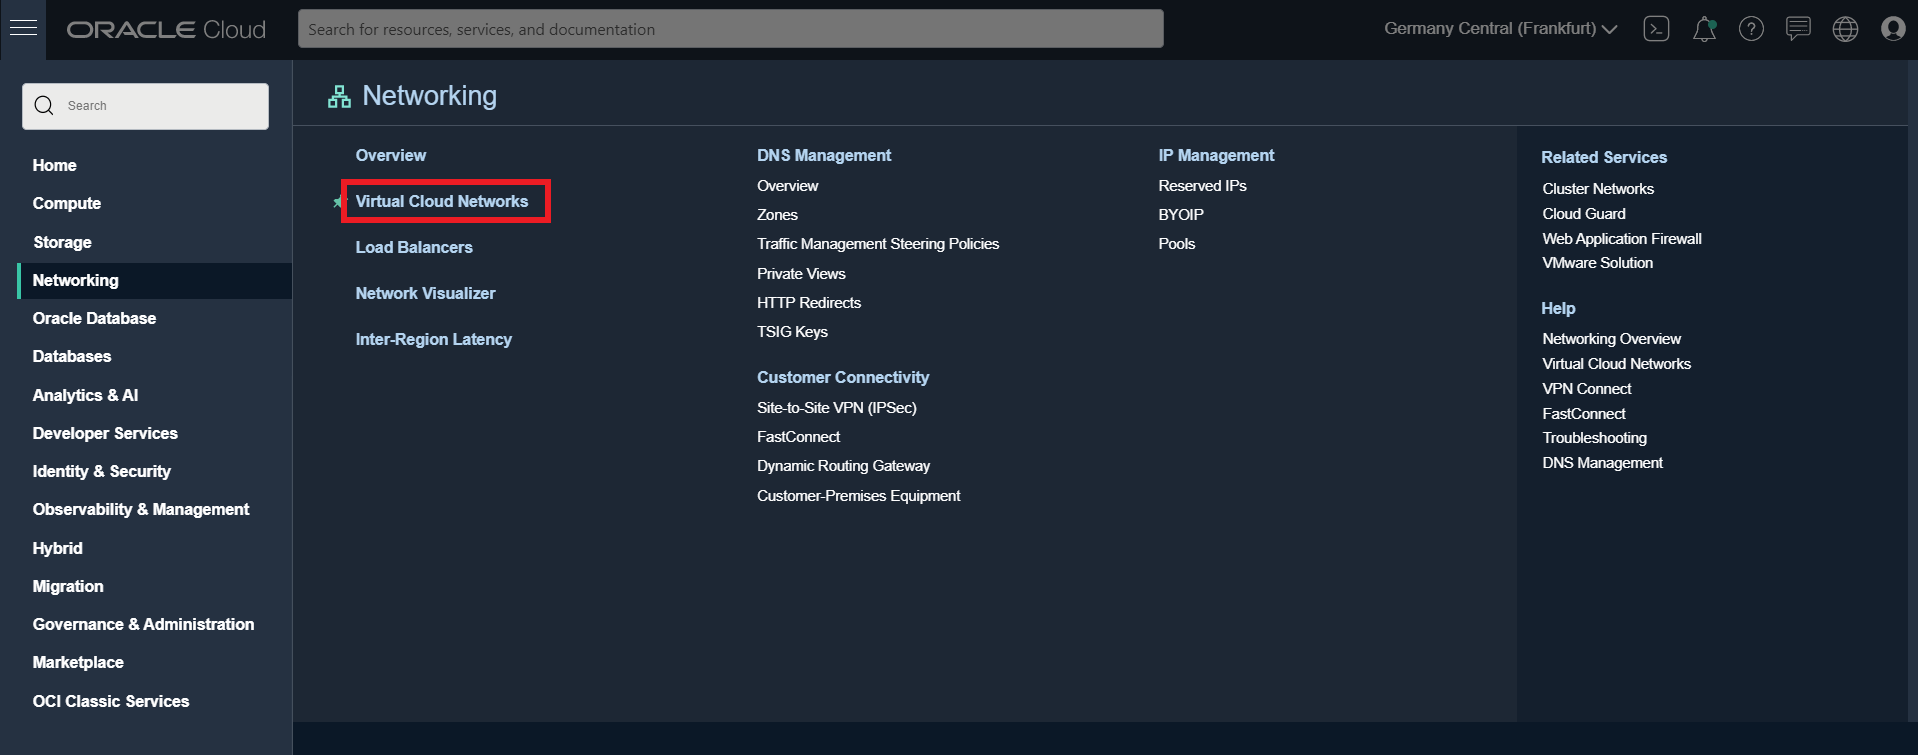 ORACLE Cloud
Search for resources, services, and documentation
Germany Central (Frankfurt)
Search
Home
Compute
Storage
Networking
Oracle Database
Databases
Analytics & AI
Developer Services
Identity & Security
Observability & Management
Hybrid
Migration
Governance & Administration
Marketplace
OCI Classic Services
Networking
Overview
Virtual Cloud Networks
Load Balancers
Network Visualizer
Inter-Region Latency
DNS Management
Overview
Zones
Traffic Management Steering Policies
Private Views
HTTP Redirects
TSIG Keys
Customer Connectivity
Site-to-Site VPN (IPSec)
FastConnect
Dynamic Routing Gateway
Customer-Premises Equipment
IP Management
Reserved IPs
BYOIP
Pools
Related Services
Cluster Networks
Cloud Guard
Web Application Firewall
VMware Solution
Help
Networking Overview
Virtual Cloud Networks
VPN Connect
FastConnect
Troubleshooting
DNS Management